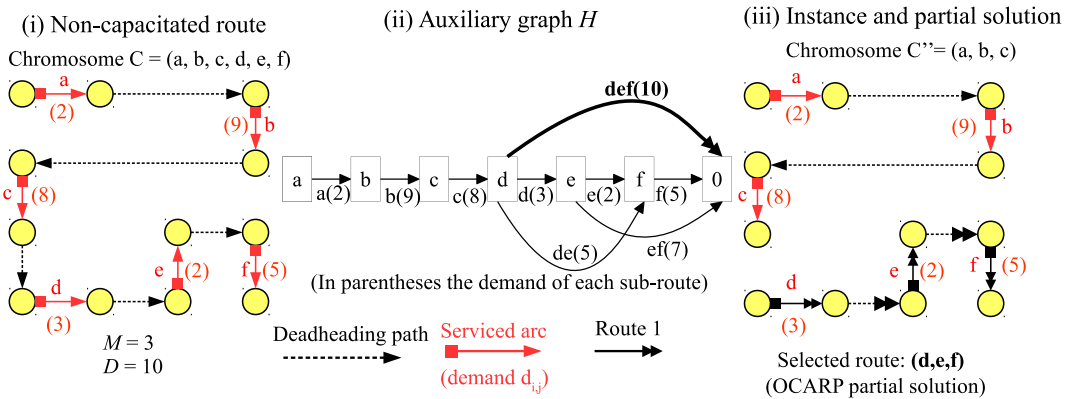 (i) Non-capacitated route
Chromosome C = (a, b, c, d, e, f)
a
(2)
(9)
b
c
(8)
d
(3)
e
(2)
f
(5)
M = 3
D = 10
(ii) Auxiliary graph H
def(10)
a
b
c
d
e
f
0
a(2)
b(9)
c(8)
d(3)
e(2)
f(5)
de(5)
ef(7)
(In parentheses the demand of each sub-route)
Deadheading path
Serviced arc
(demand di,j)
Route 1
(iii) Instance and partial solution
Chromosome C’’= (a, b, c)
a
(2)
(9)
b
c
(8)
d
(3)
e
(2)
f
(5)
Selected route: (d,e,f)
(OCARP partial solution)